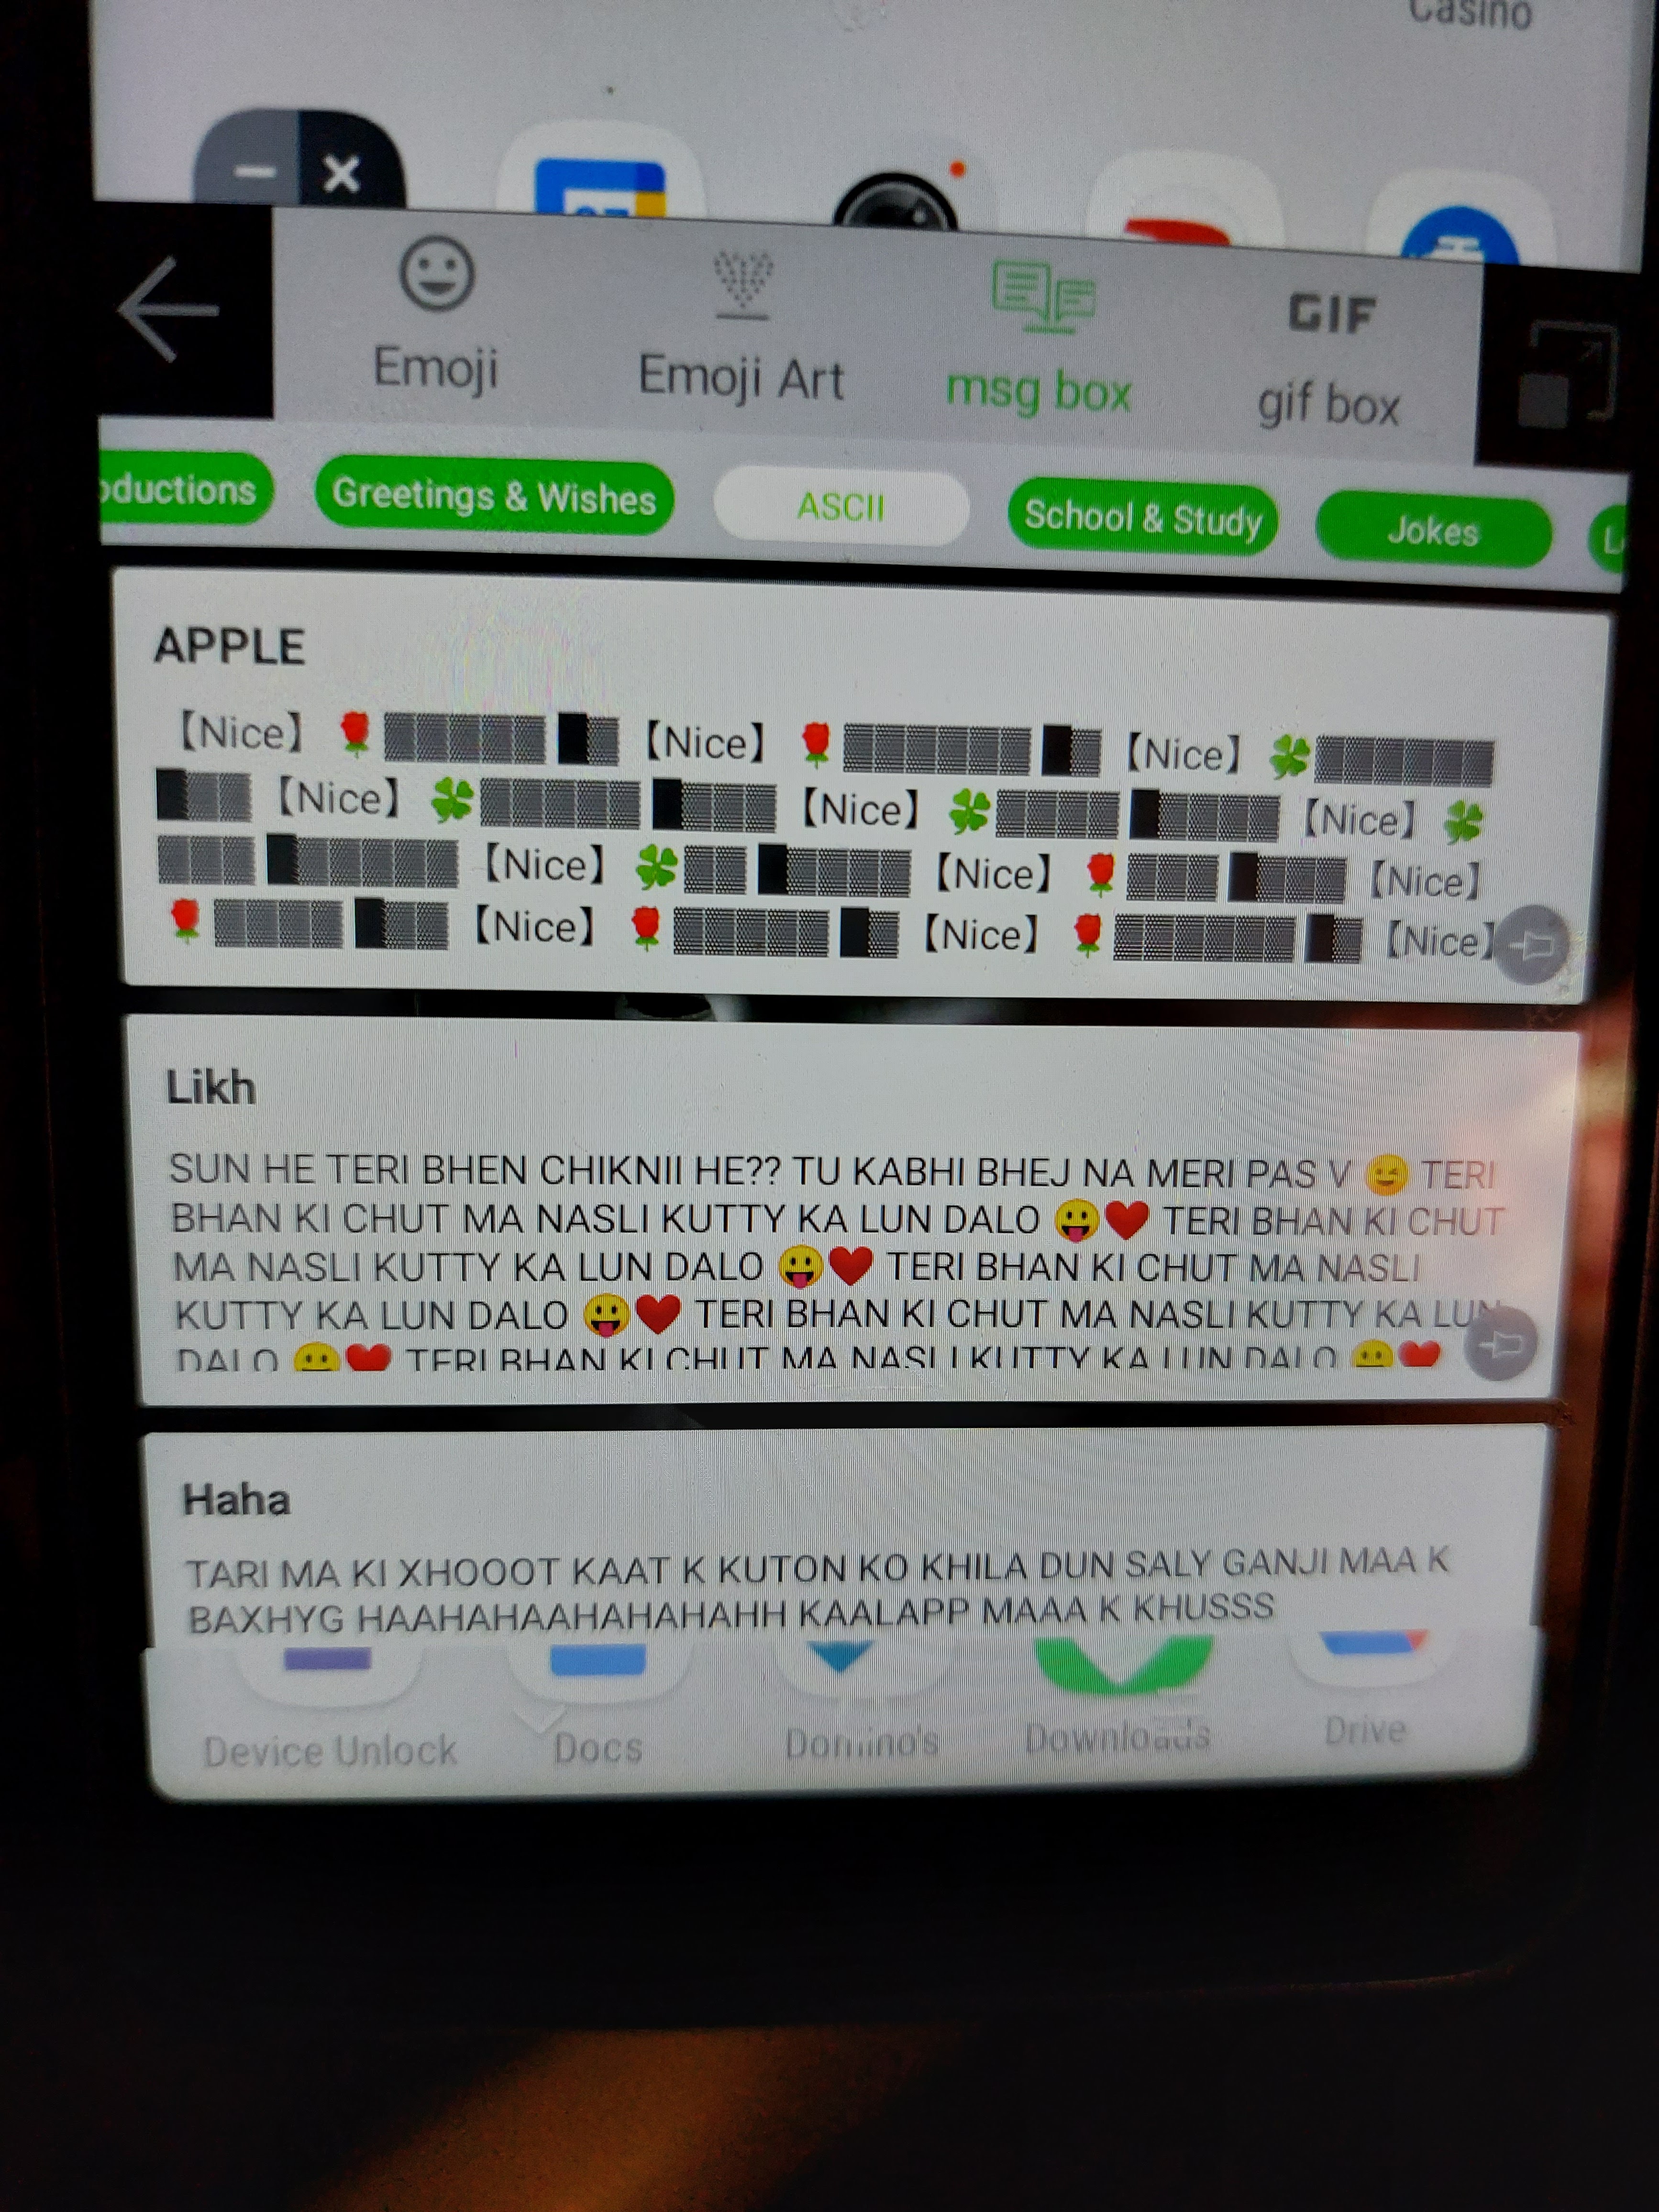 Casino
Emoji
Emoji Art
msg box
GIF
gif box
oductions
Greetings & Wishes
ASCII
School & Study
Jokes
APPLE
【Nice】 🌹▒▒▒▒▒ █▒ 【Nice】 🌹▒▒▒▒▒▒ █▒ 【Nice】 🍀▒▒▒▒▒▒
█▒▒ 【Nice】 🍀▒▒▒▒▒ █▒▒▒ 【Nice】 🍀▒▒▒▒ █▒▒▒▒ 【Nice】 🍀
▒▒▒ █▒▒▒▒▒ 【Nice】 🍀▒▒ █▒▒▒▒ 【Nice】 🌹▒▒▒ █▒▒▒ 【Nice】
🌹▒▒▒▒ █▒▒ 【Nice】 🌹▒▒▒▒▒ █▒ 【Nice】 🌹▒▒▒▒▒▒ █▒ 【Nice】
Likh
SUN HE TERI BHEN CHIKNII HE?? TU KABHI BHEJ NA MERI PAS V 😜 TERI
BHAN KI CHUT MA NASLI KUTTY KA LUN DALO 😛❤️ TERI BHAN KI CHUT
MA NASLI KUTTY KA LUN DALO 😛❤️ TERI BHAN KI CHUT MA NASLI
KUTTY KA LUN DALO 😛❤️ TERI BHAN KI CHUT MA NASLI KUTTY KA LUN
DALO 😛❤️ TERI BHAN KI CHUT MA NASLI KUTTY KA LUN DALO 😛❤️
Haha
TARI MA KI XHOOOT KAAT K KUTON KO KHILA DUN SALY GANJI MAA K
BAXHYG HAAHAHAAHAHAHAHH KAALAPP MAAA K KHUSSS
Device Unlock
Docs
Domino's
Downloads
Drive